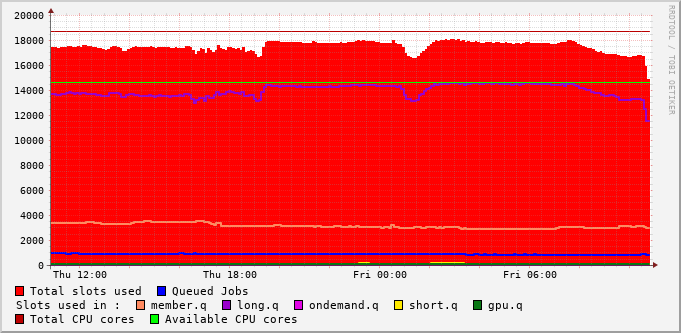 20000
18000
16000
14000
12000
10000
8000
6000
4000
2000
0
Thu 12:00 Thu 18:00 Fri 00:00 Fri 06:00
RRDTOOL / TOBI OETIKER
Total slots used Queued Jobs
Slots used in : member.q long.q ondemand.q short.q gpu.q
Total CPU cores Available CPU cores